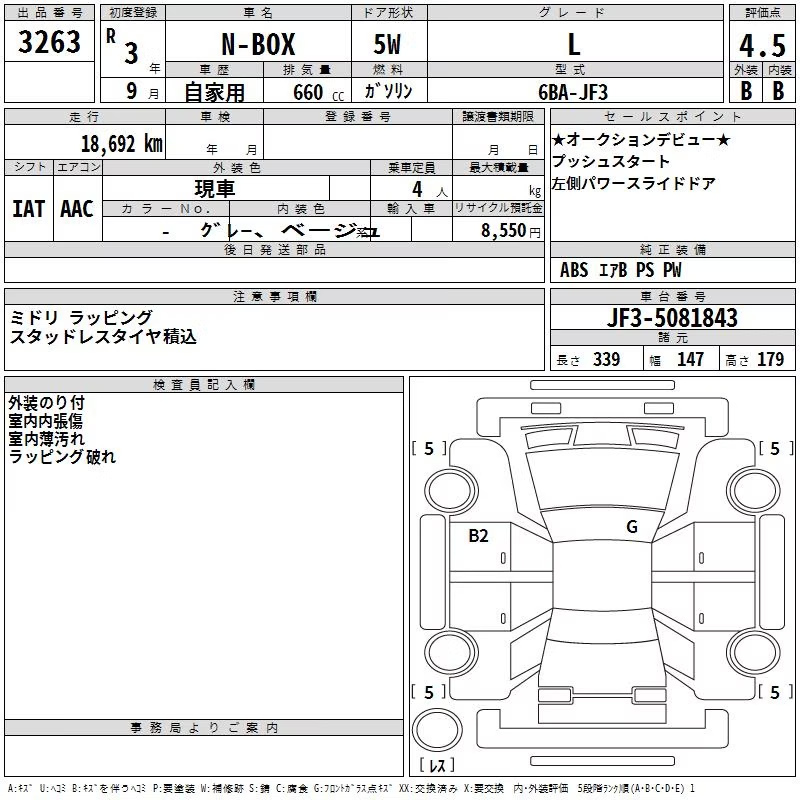 出品番号 初度登録 車名 ドア形状 グレード 評価点
3263 R 3 年 N-BOX 5W L 4.5
車歴 排気量 燃料 型式 外装 内装
9 月 自家用 660 CC ｶﾞｿﾘﾝ 6BA-JF3 B B
走行 車検 登録番号 譲渡書類期限 セールスポイント
18,692 km 年 月 月 日
★オークションデビュー★
プッシュスタート
左側パワースライドドア
シフト エアコン 外装色 乗車定員 最大積載量
IAT AAC 現車 4 人 kg
カラーNo. 内装色 輸入車 リサイクル預託金
- ｸﾞﾚｰ、ベージュ 系 8,550 円
後日発送部品 純正装備
ABS ｴｱB PS PW
注意事項欄 車台番号
ミドリ ラッピング
スタッドレスタイヤ積込
JF3-5081843
諸元
長さ 339 幅 147 高さ 179
検査員記入欄
外装のり付
室内内張傷
室内薄汚れ
ラッピング破れ
[ 5 ] [ 5 ]
G
B2
[ 5 ] [ 5 ]
[ ﾚｽ ]
事務局よりご案内
A:ｷｽﾞ U:ﾍｺﾐ B:ｷｽﾞを伴うﾍｺﾐ P:要塗装 W:補修跡 S:錆 C:腐食 G:ﾌﾛﾝﾄｶﾞﾗｽ点ｷｽﾞ XX:交換済み X:要交換 内・外装評価 5段階ﾗﾝｸ順(A・B・C・D・E) 1